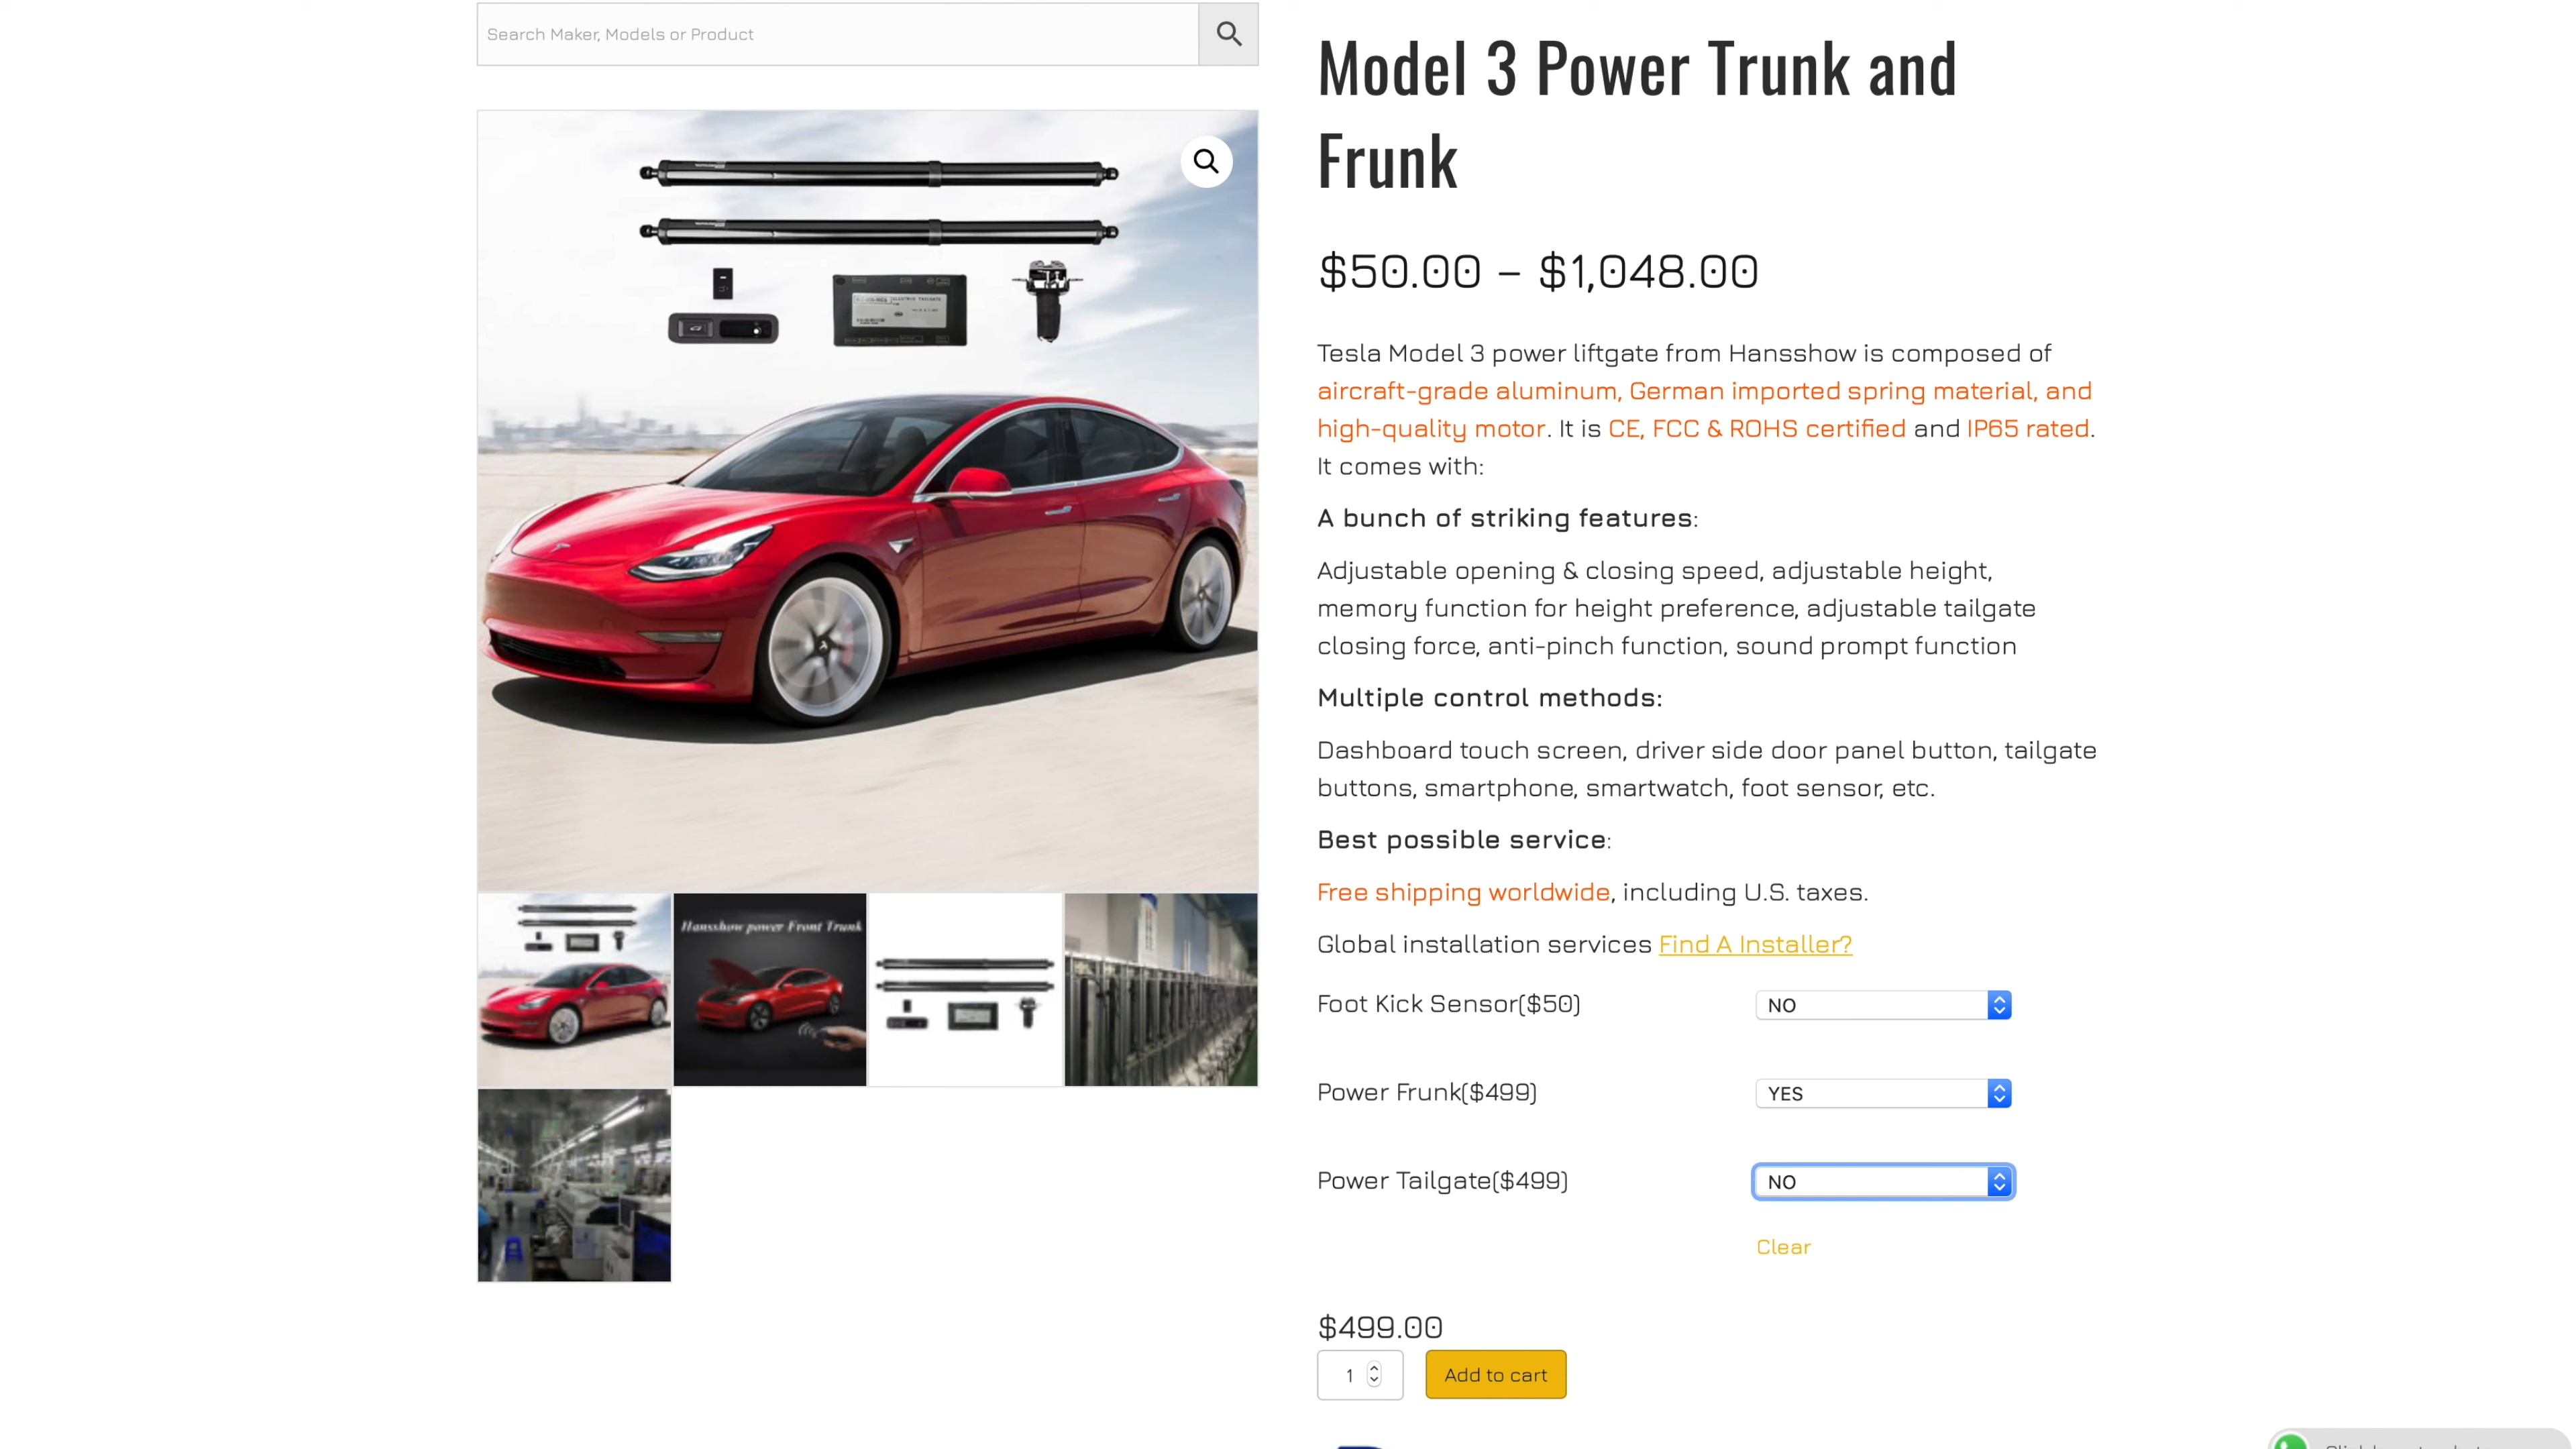 Search Maker, Models or Product
Model 3 Power Trunk and
Frunk
$50.00 – $1,048.00
Tesla Model 3 power liftgate from Hansshow is composed of
aircraft-grade aluminum, German imported spring material, and
high-quality motor. It is CE, FCC & ROHS certified and IP65 rated.
It comes with:
A bunch of striking features:
Adjustable opening & closing speed, adjustable height,
memory function for height preference, adjustable tailgate
closing force, anti-pinch function, sound prompt function
Multiple control methods:
Dashboard touch screen, driver side door panel button, tailgate
buttons, smartphone, smartwatch, foot sensor, etc.
Best possible service:
Free shipping worldwide, including U.S. taxes.
Global installation services Find A Installer?
Hansshow power Front Trunk
Foot Kick Sensor($50)
NO
Power Frunk($499)
YES
Power Tailgate($499)
NO
Clear
$499.00
1
Add to cart